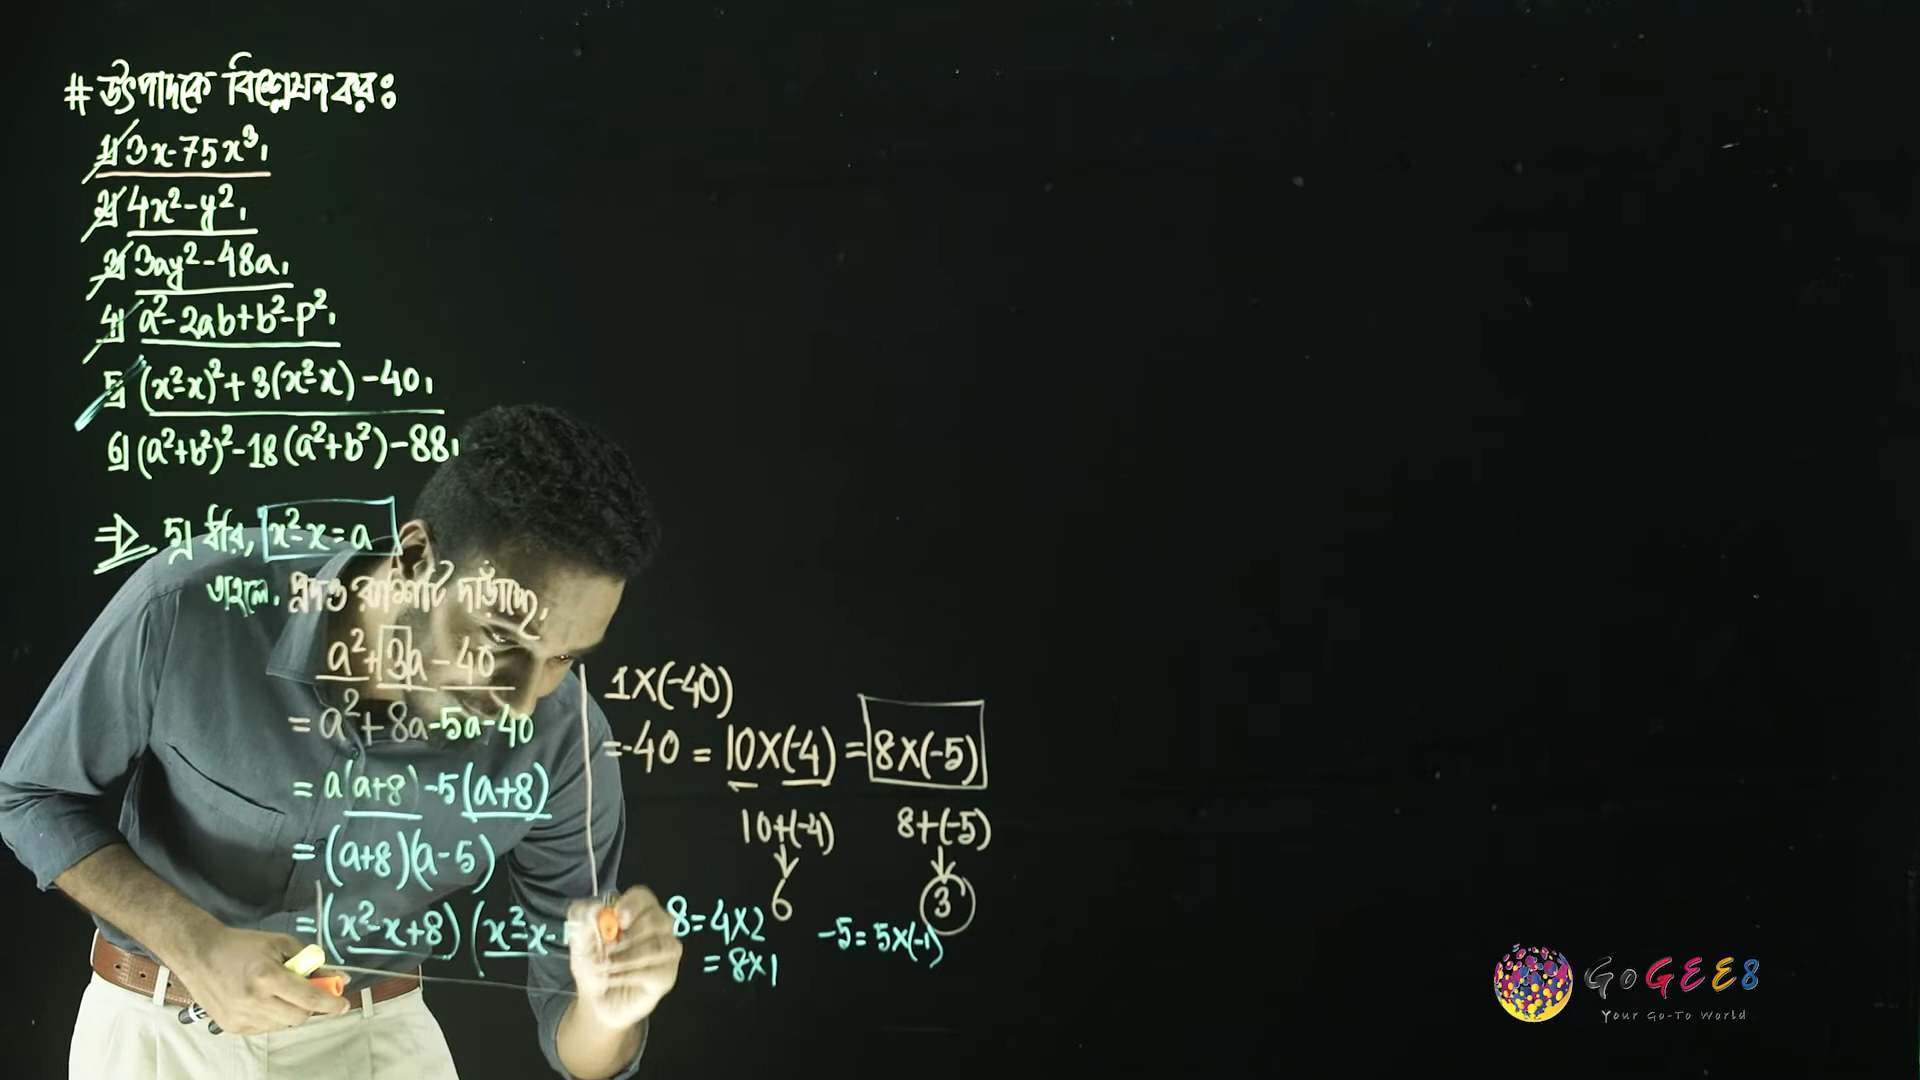 # উৎপাদকে বিশ্লেষন কর:
1) 3x-75x³।
2) 4x²-y²।
3) 3ay²-48a।
4) a²-2ab+b²-p²।
5) (x²-x)²+3(x²-x)-40।
6) (a²+b²)²-18(a²+b²)-88।
⇒ 5) ধরি, x²-x=a
তাহলে, প্রদত্ত রাশিটি দাঁড়াচ্ছে,
a²+3a-40
=a²+8a-5a-40
=a(a+8)-5(a+8)
=(a+8)(a-5)
=(x²-x+8)(x²-x-
1×(-40)
=-40=10×(-4)=8×(-5)
10+(-4) 8+(-5)
6 3
8=4×2 -5=5×(-1)
=8×1
GOGEE8
Your Go-To World